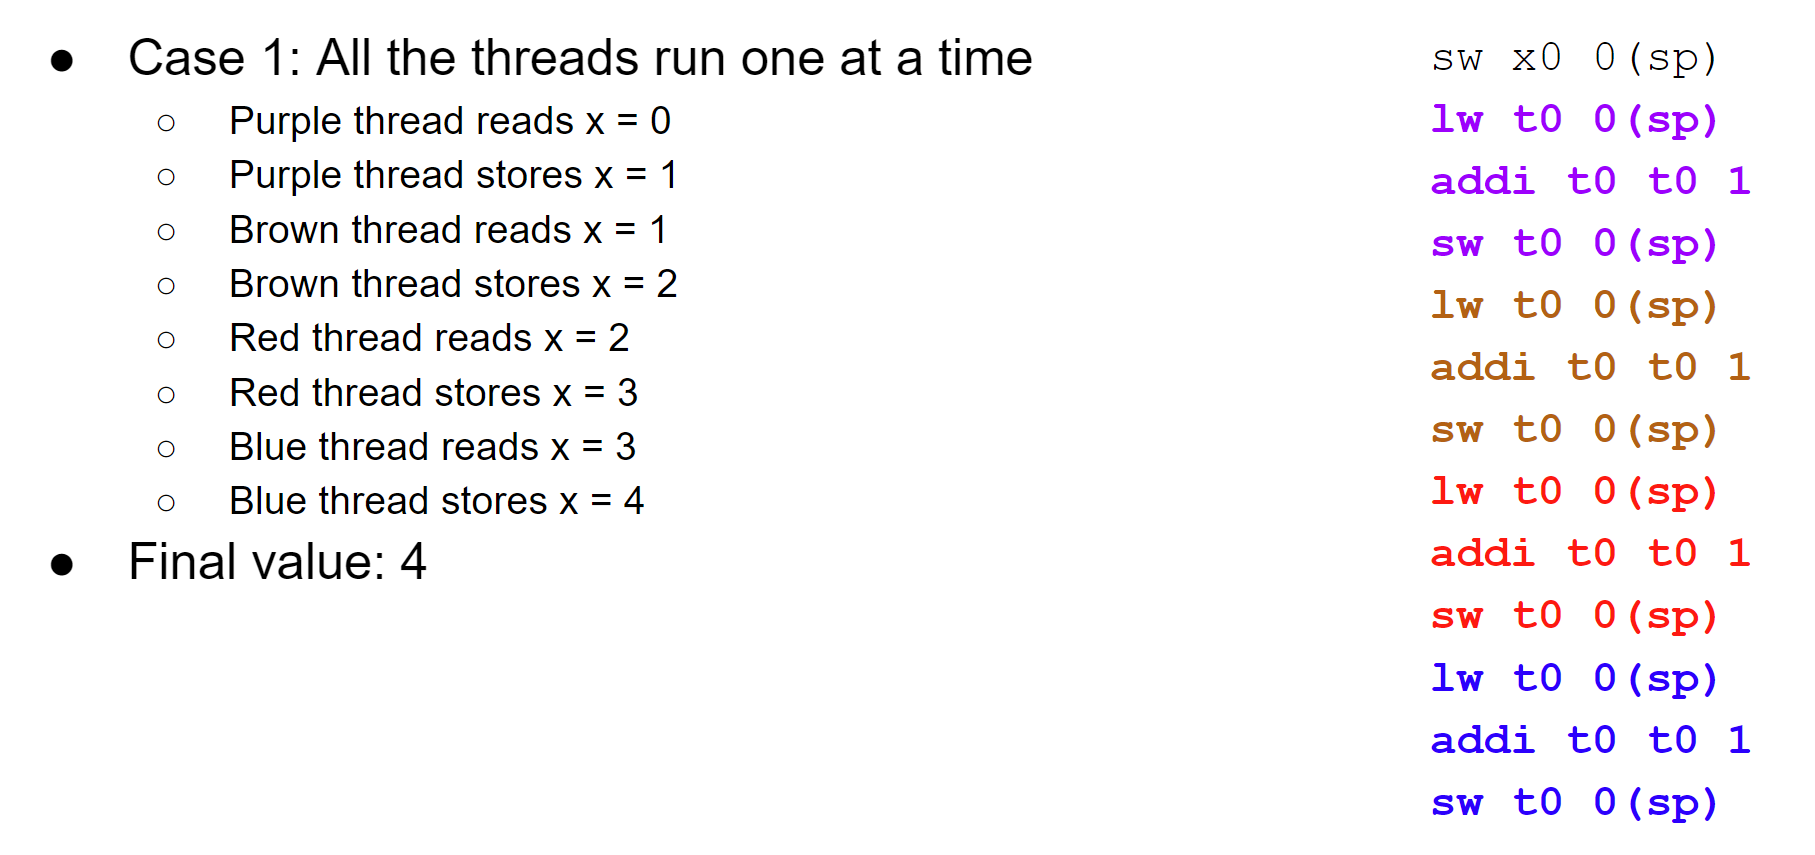 ● Case 1: All the threads run one at a time
○ Purple thread reads x = 0
○ Purple thread stores x = 1
○ Brown thread reads x = 1
○ Brown thread stores x = 2
○ Red thread reads x = 2
○ Red thread stores x = 3
○ Blue thread reads x = 3
○ Blue thread stores x = 4
● Final value: 4
sw x0 0(sp)
lw t0 0(sp)
addi t0 t0 1
sw t0 0(sp)
lw t0 0(sp)
addi t0 t0 1
sw t0 0(sp)
lw t0 0(sp)
addi t0 t0 1
sw t0 0(sp)
lw t0 0(sp)
addi t0 t0 1
sw t0 0(sp)